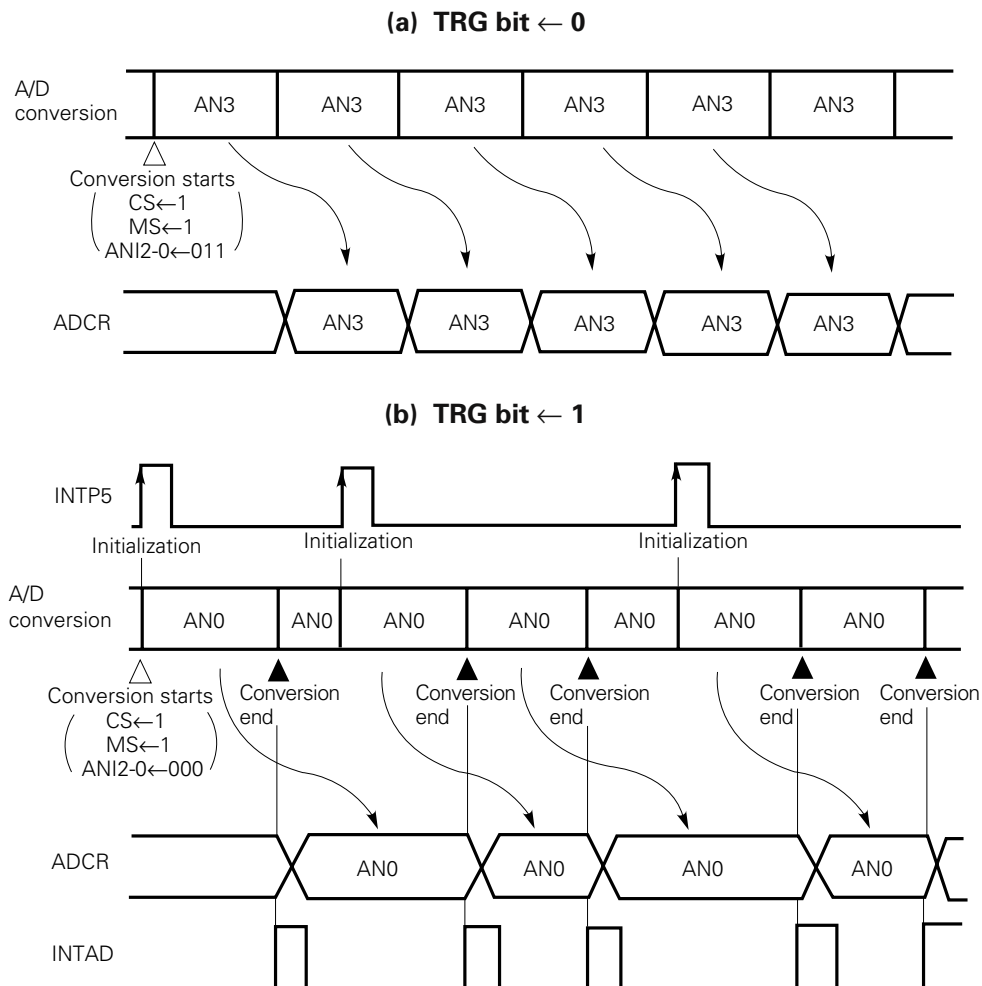 (a) TRG bit ← 0
A/D
conversion
AN3 AN3 AN3 AN3 AN3 AN3
Conversion starts
CS←1
MS←1
ANI2-0←011
ADCR
AN3 AN3 AN3 AN3 AN3
(b) TRG bit ← 1
INTP5
Initialization Initialization Initialization
A/D
conversion
AN0 AN0 AN0 AN0 AN0 AN0 AN0
Conversion starts
CS←1
MS←1
ANI2-0←000
Conversion
end
Conversion
end
Conversion
end
Conversion
end
Conversion
end
ADCR
AN0 AN0 AN0 AN0
INTAD